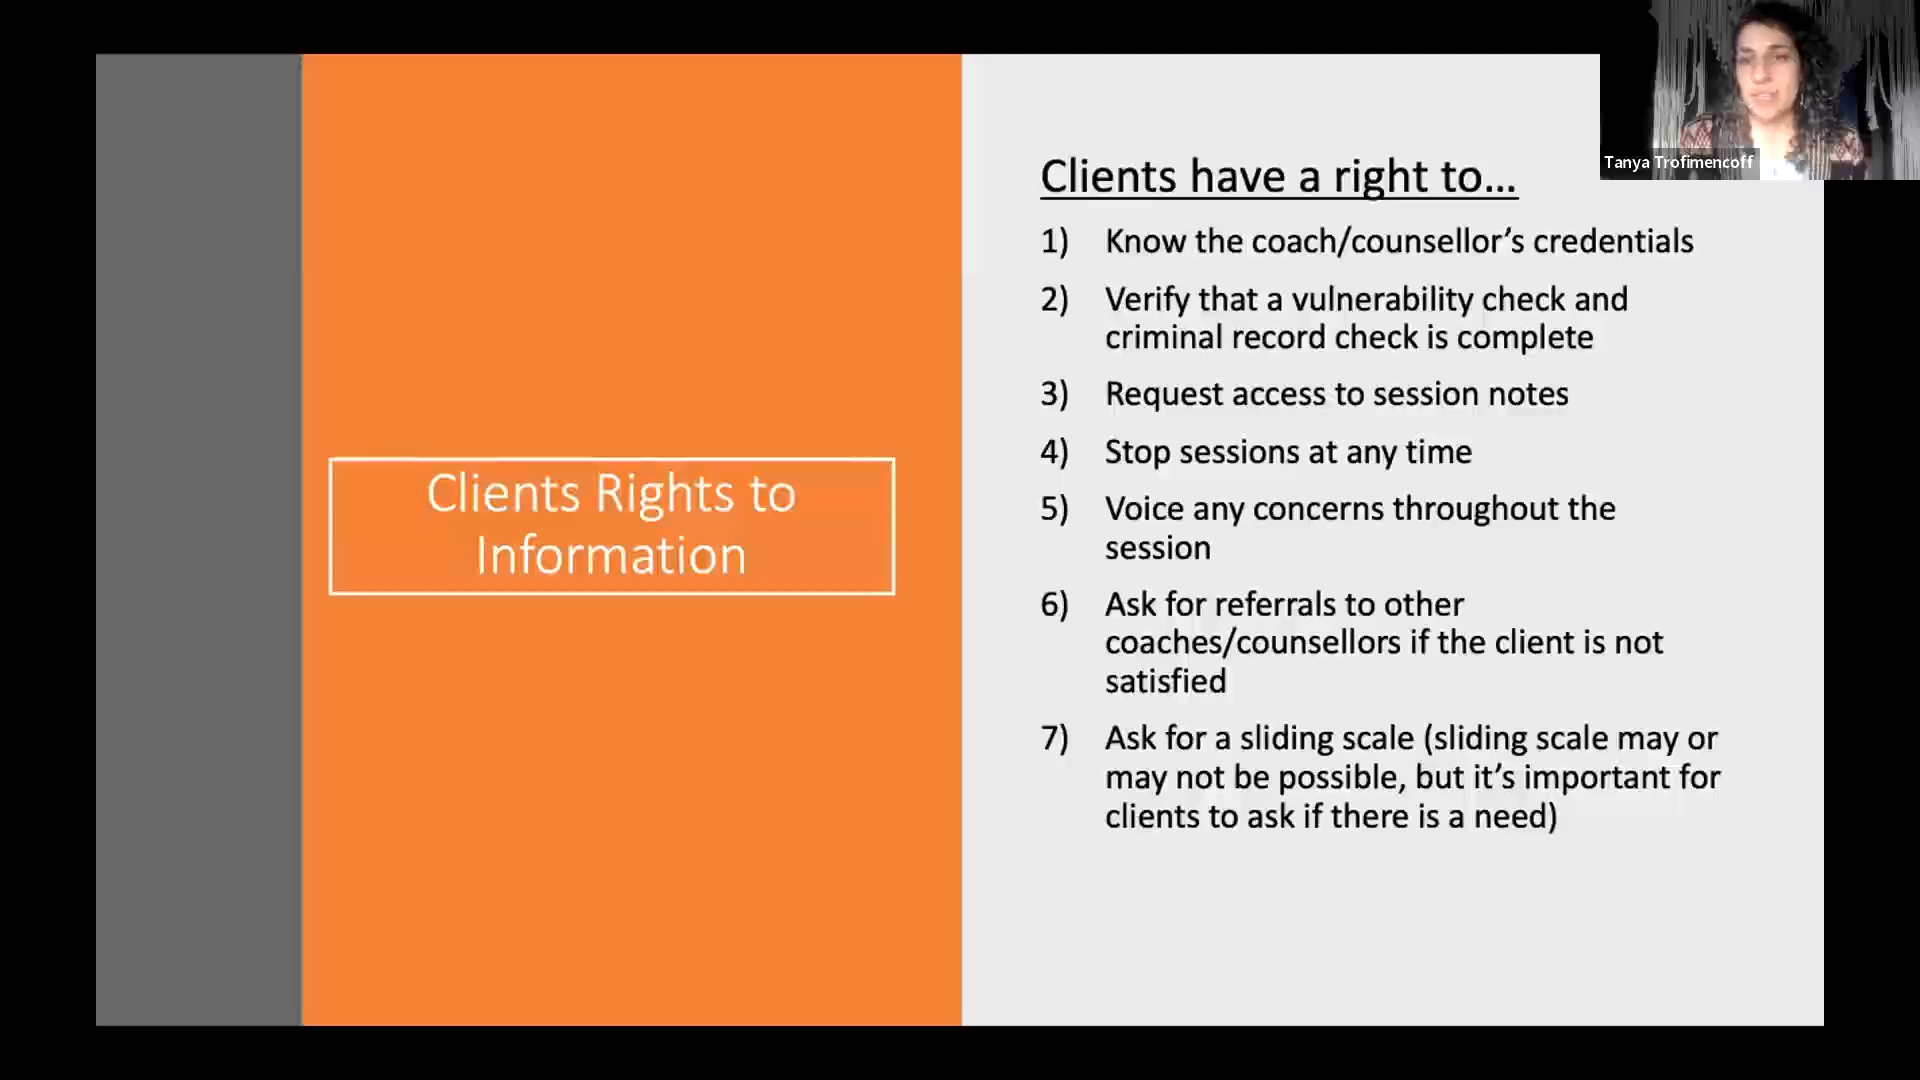 Tanya Trofimencoff
Clients Rights to
Information
Clients have a right to...
1) Know the coach/counsellor’s credentials
2) Verify that a vulnerability check and
criminal record check is complete
3) Request access to session notes
4) Stop sessions at any time
5) Voice any concerns throughout the
session
6) Ask for referrals to other
coaches/counsellors if the client is not
satisfied
7) Ask for a sliding scale (sliding scale may or
may not be possible, but it’s important for
clients to ask if there is a need)